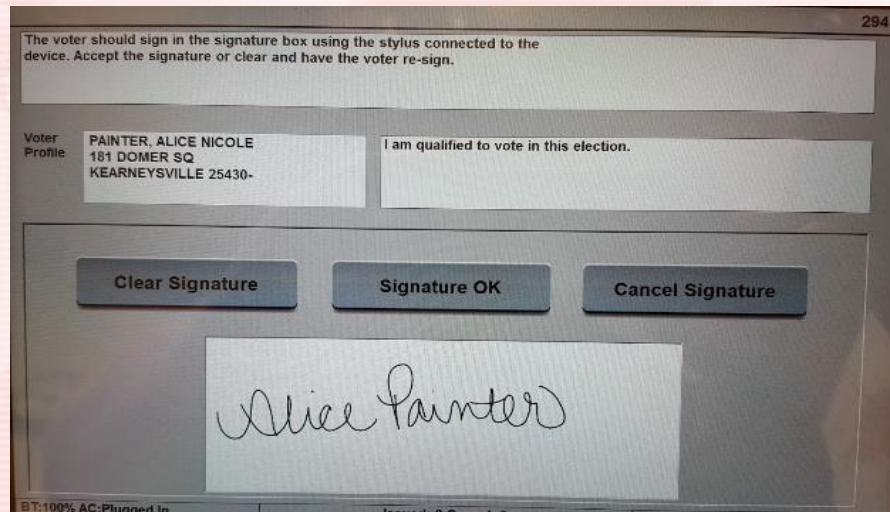 294
The voter should sign in the signature box using the stylus connected to the
device. Accept the signature or clear and have the voter re-sign.
Voter
Profile
PAINTER, ALICE NICOLE
181 DOMER SQ
KEARNEYSVILLE 25430-
I am qualified to vote in this election.
Clear Signature
Signature OK
Cancel Signature
Alice Painter
BT:100% AC:Plugged In